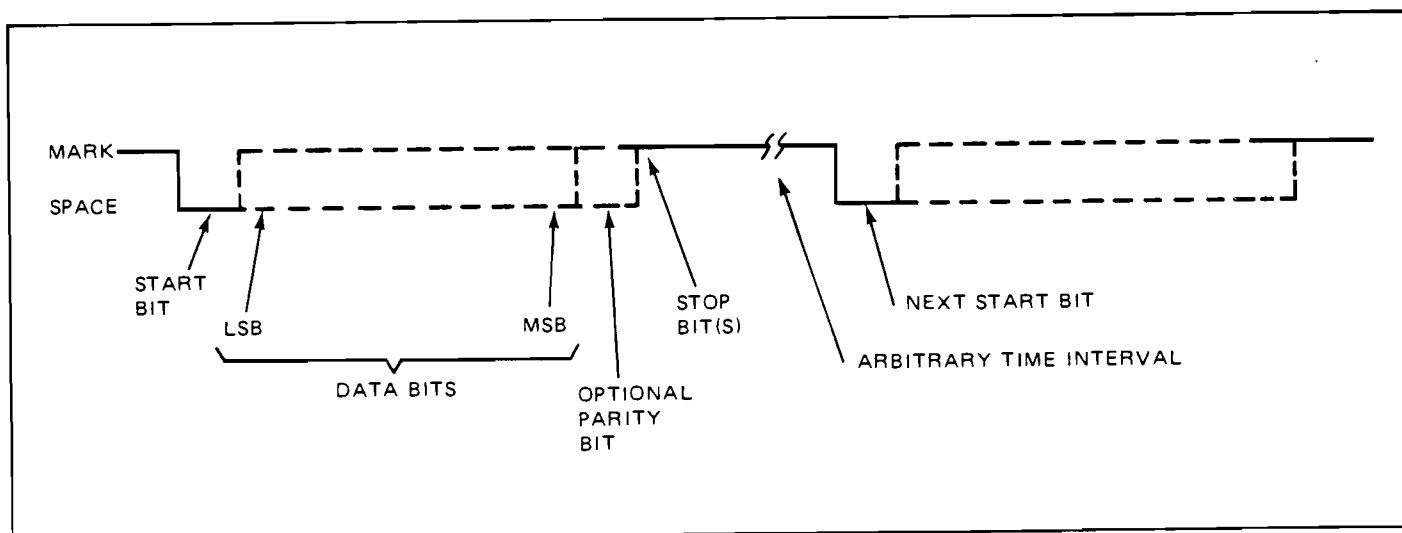 MARK
SPACE
START
BIT
LSB
MSB
DATA BITS
OPTIONAL
PARITY
BIT
STOP
BIT(S)
NEXT START BIT
ARBITRARY TIME INTERVAL